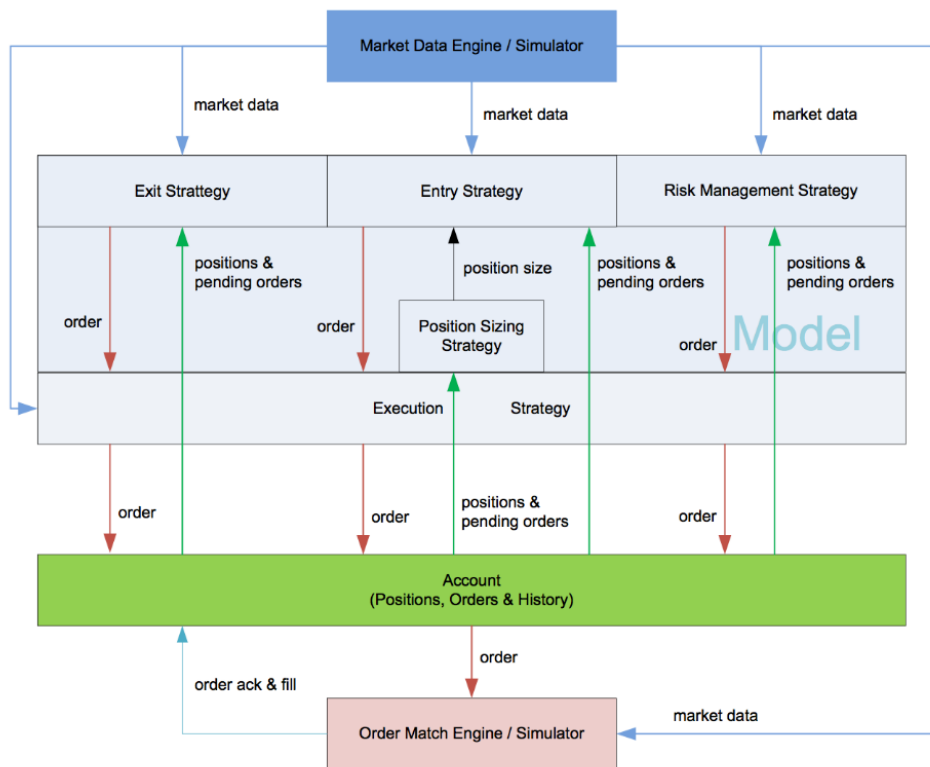 Market Data Engine / Simulator
market data
market data
market data
Exit Strattegy
Entry Strategy
Risk Management Strategy
positions &
pending orders
position size
positions &
pending orders
positions &
pending orders
order
order
Position Sizing
Strategy
order
Model
Execution Strategy
order
positions &
pending orders
order
order
Account
(Positions, Orders & History)
order
order ack & fill
Order Match Engine / Simulator
market data